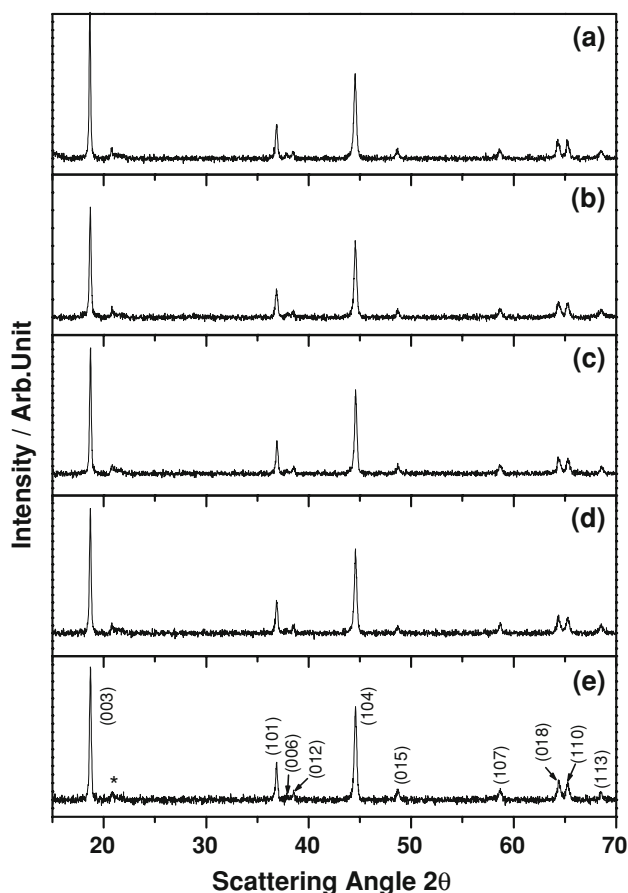 (a)
(b)
(c)
(d)
(e)
Intensity / Arb.Unit
(003)
*
(101)
(006)
(012)
(104)
(015)
(107)
(018)
(110)
(113)
20 30 40 50 60 70
Scattering Angle 2θ